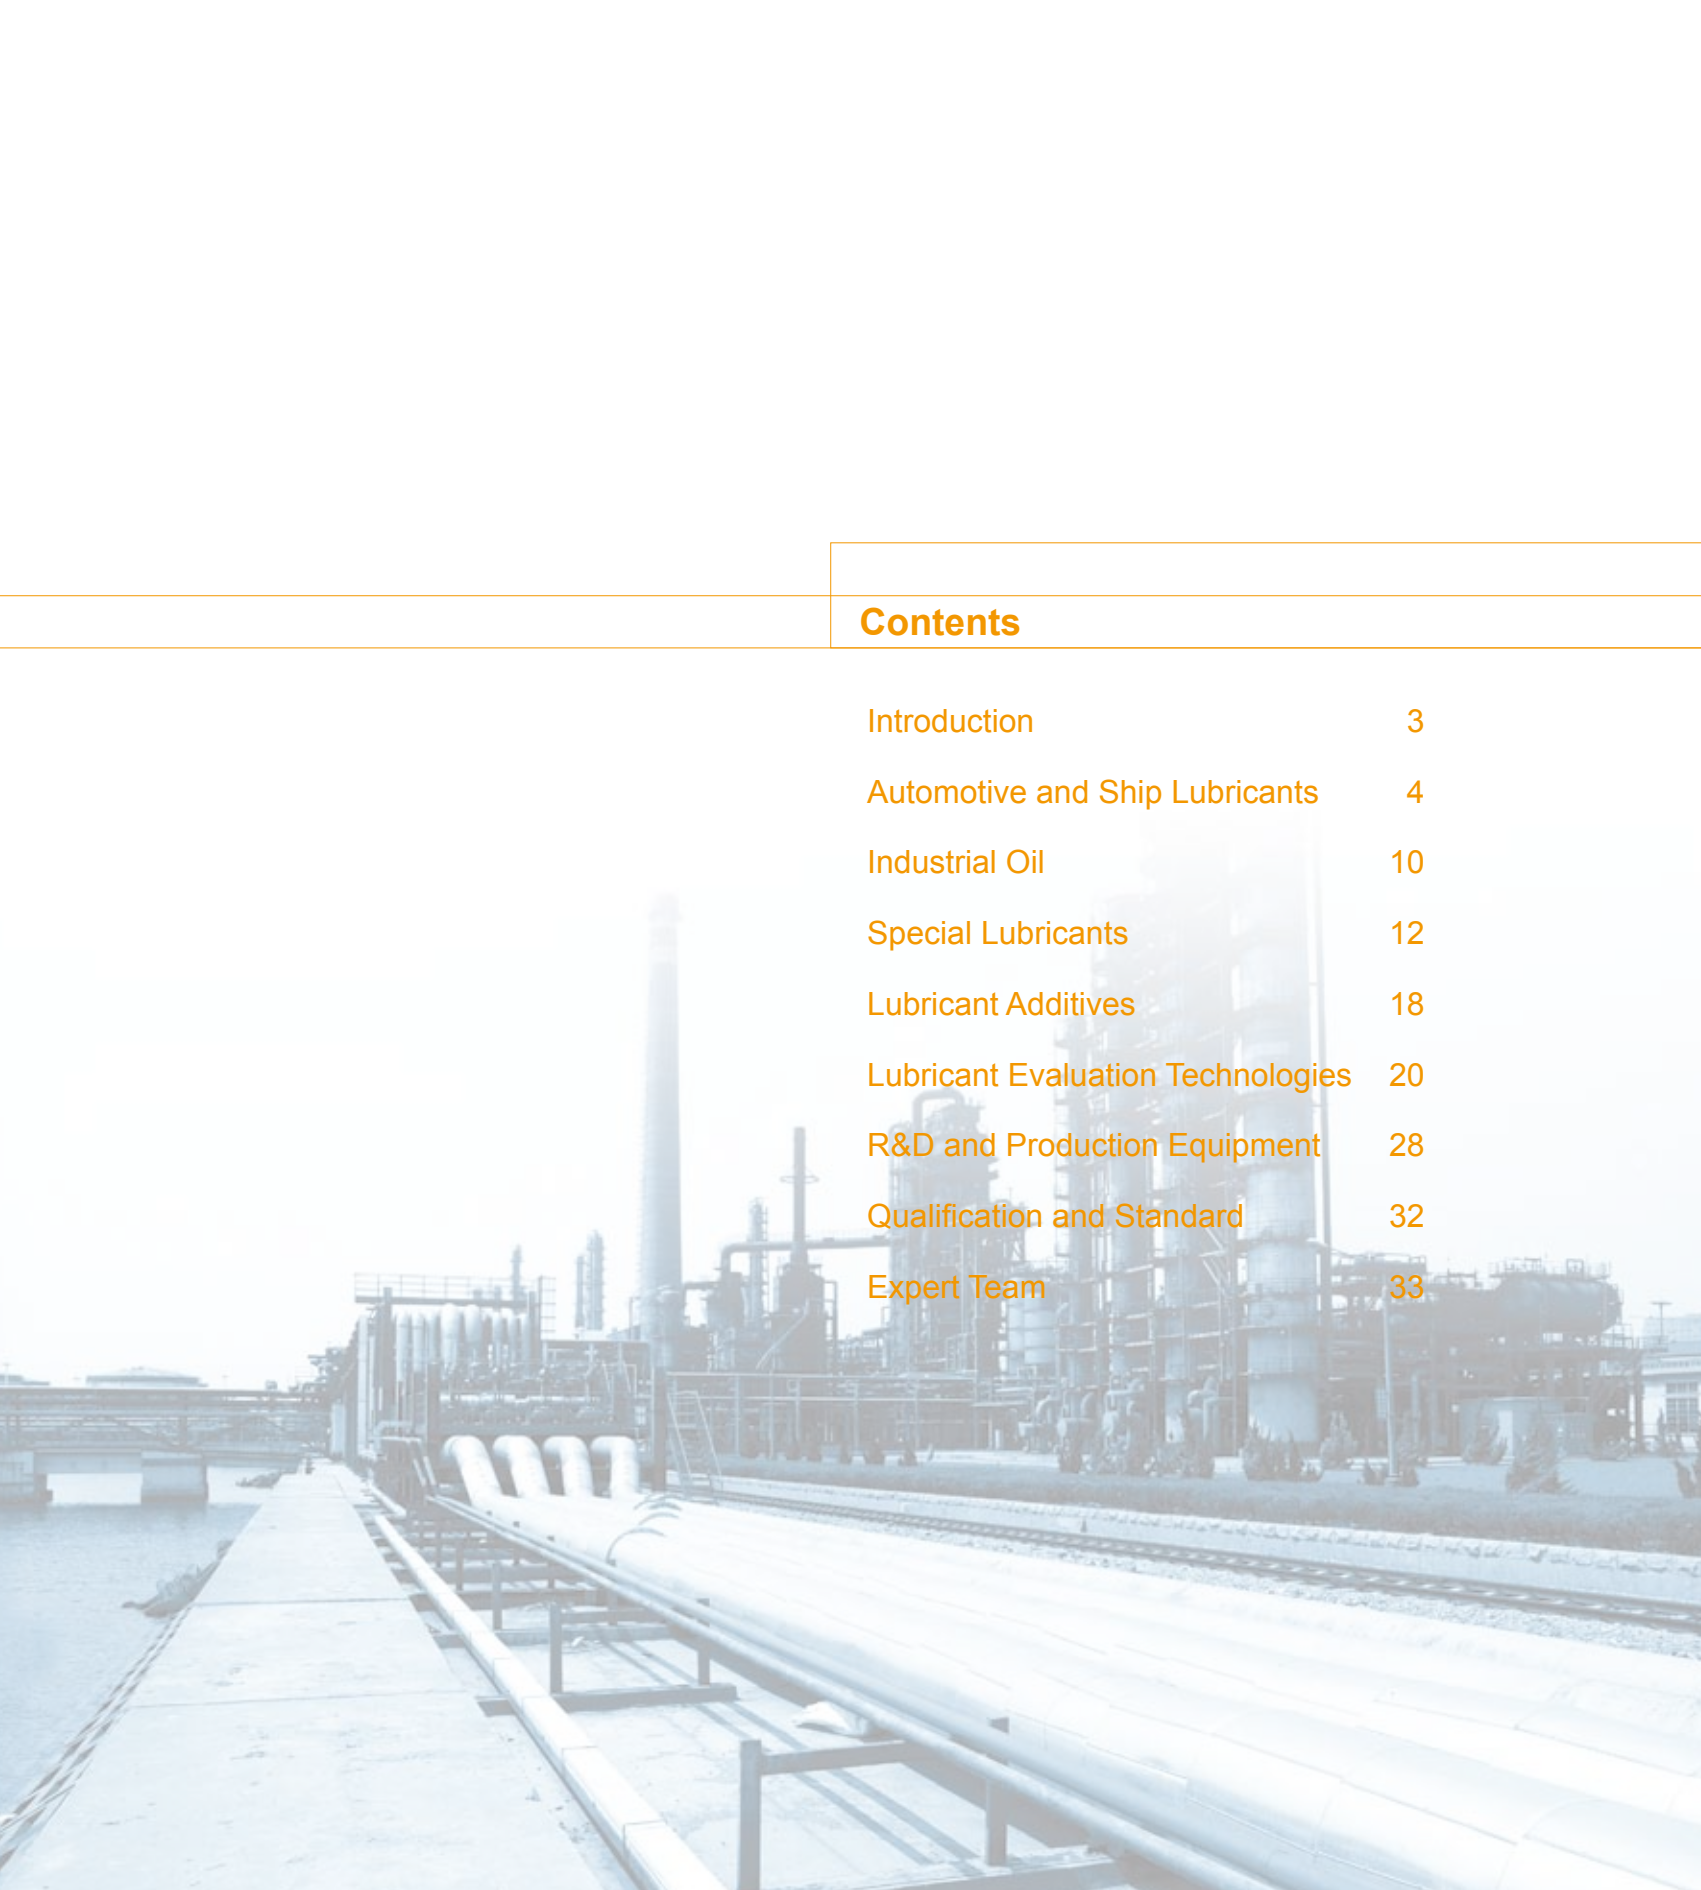 Contents
Introduction 3
Automotive and Ship Lubricants 4
Industrial Oil 10
Special Lubricants 12
Lubricant Additives 18
Lubricant Evaluation Technologies 20
R&D and Production Equipment 28
Qualification and Standard 32
Expert Team 33